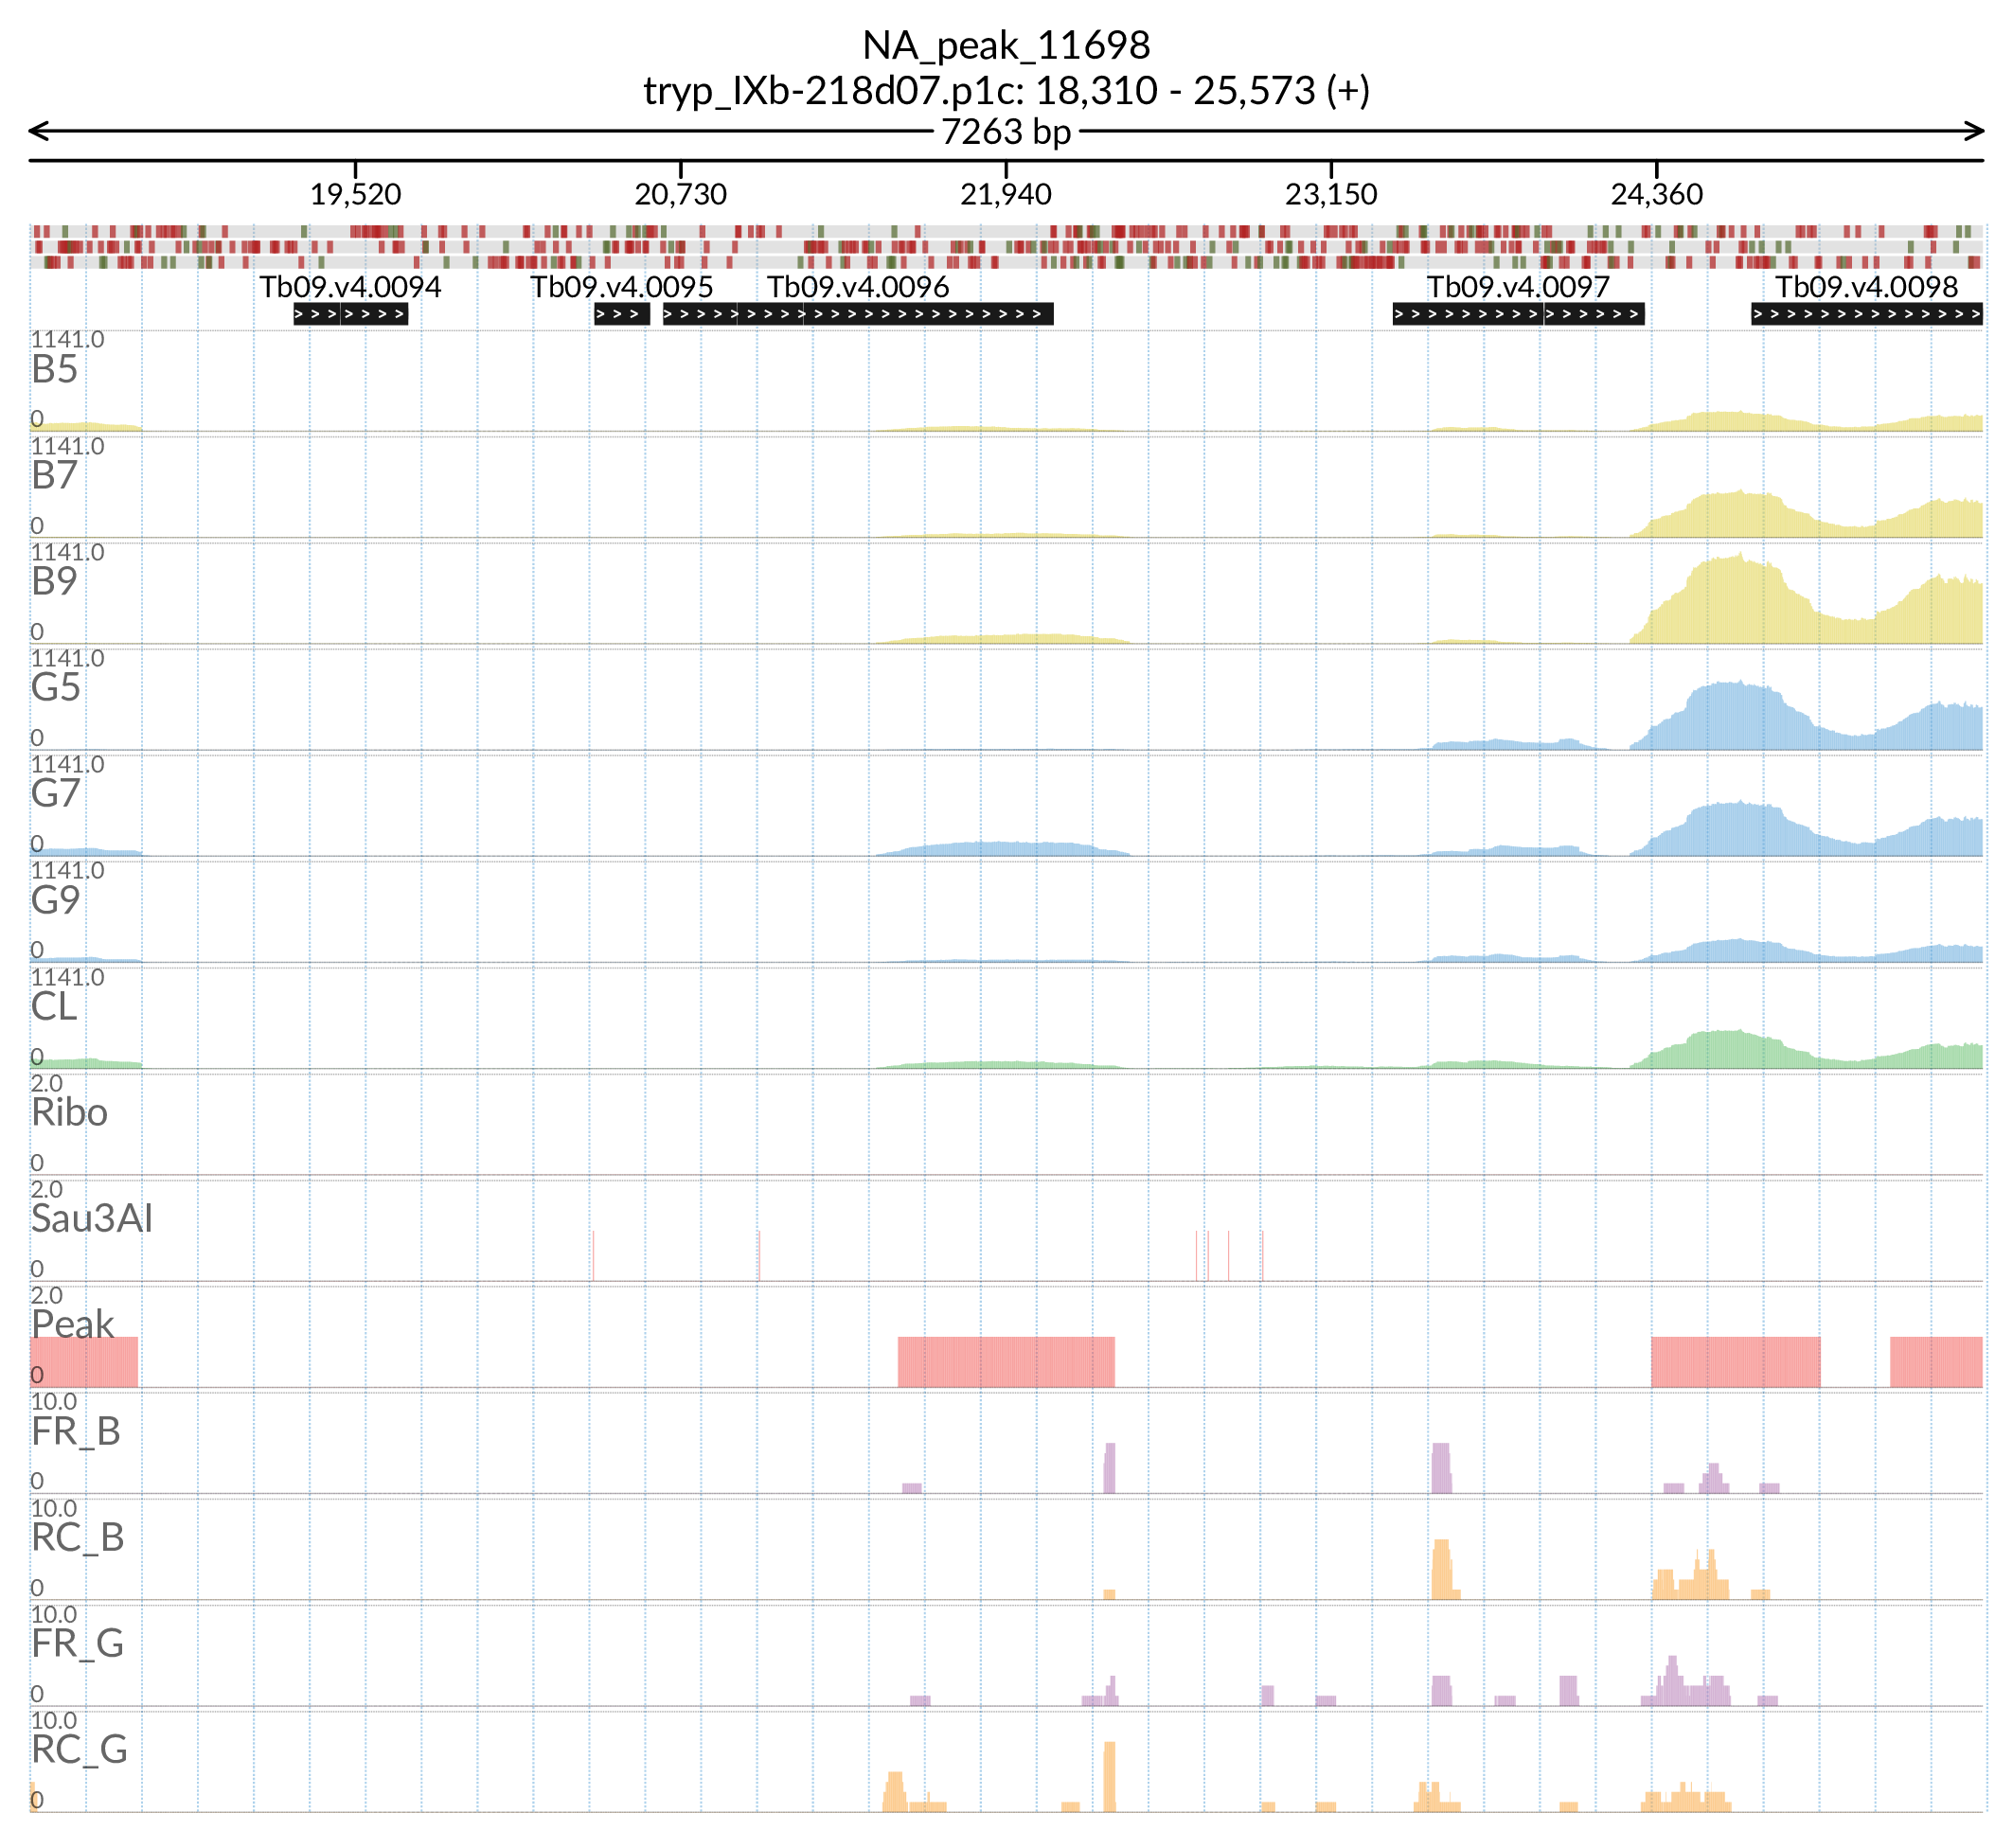 NA_peak_11698
tryp_IXb-218d07.p1c: 18,310 - 25,573 (+)
7263 bp
19,520 20,730 21,940 23,150 24,360
Tb09.v4.0094 Tb09.v4.0095 Tb09.v4.0096 Tb09.v4.0097 Tb09.v4.0098
1141.0
B5
0
1141.0
B7
0
1141.0
B9
0
1141.0
G5
0
1141.0
G7
0
1141.0
G9
0
1141.0
CL
0
2.0
Ribo
0
2.0
Sau3AI
0
2.0
Peak
0
10.0
FR_B
0
10.0
RC_B
0
10.0
FR_G
0
10.0
RC_G
0